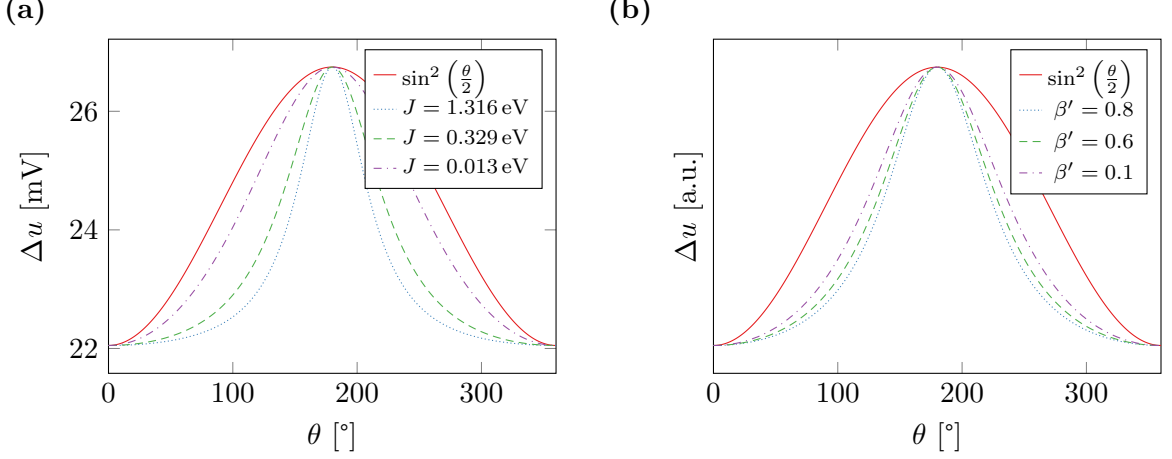 (a)
sin² (θ/2)
J = 1.316 eV
J = 0.329 eV
J = 0.013 eV
26
24
22
Δu [mV]
0 100 200 300
θ [°]
(b)
sin² (θ/2)
β′ = 0.8
β′ = 0.6
β′ = 0.1
Δu [a.u.]
0 100 200 300
θ [°]